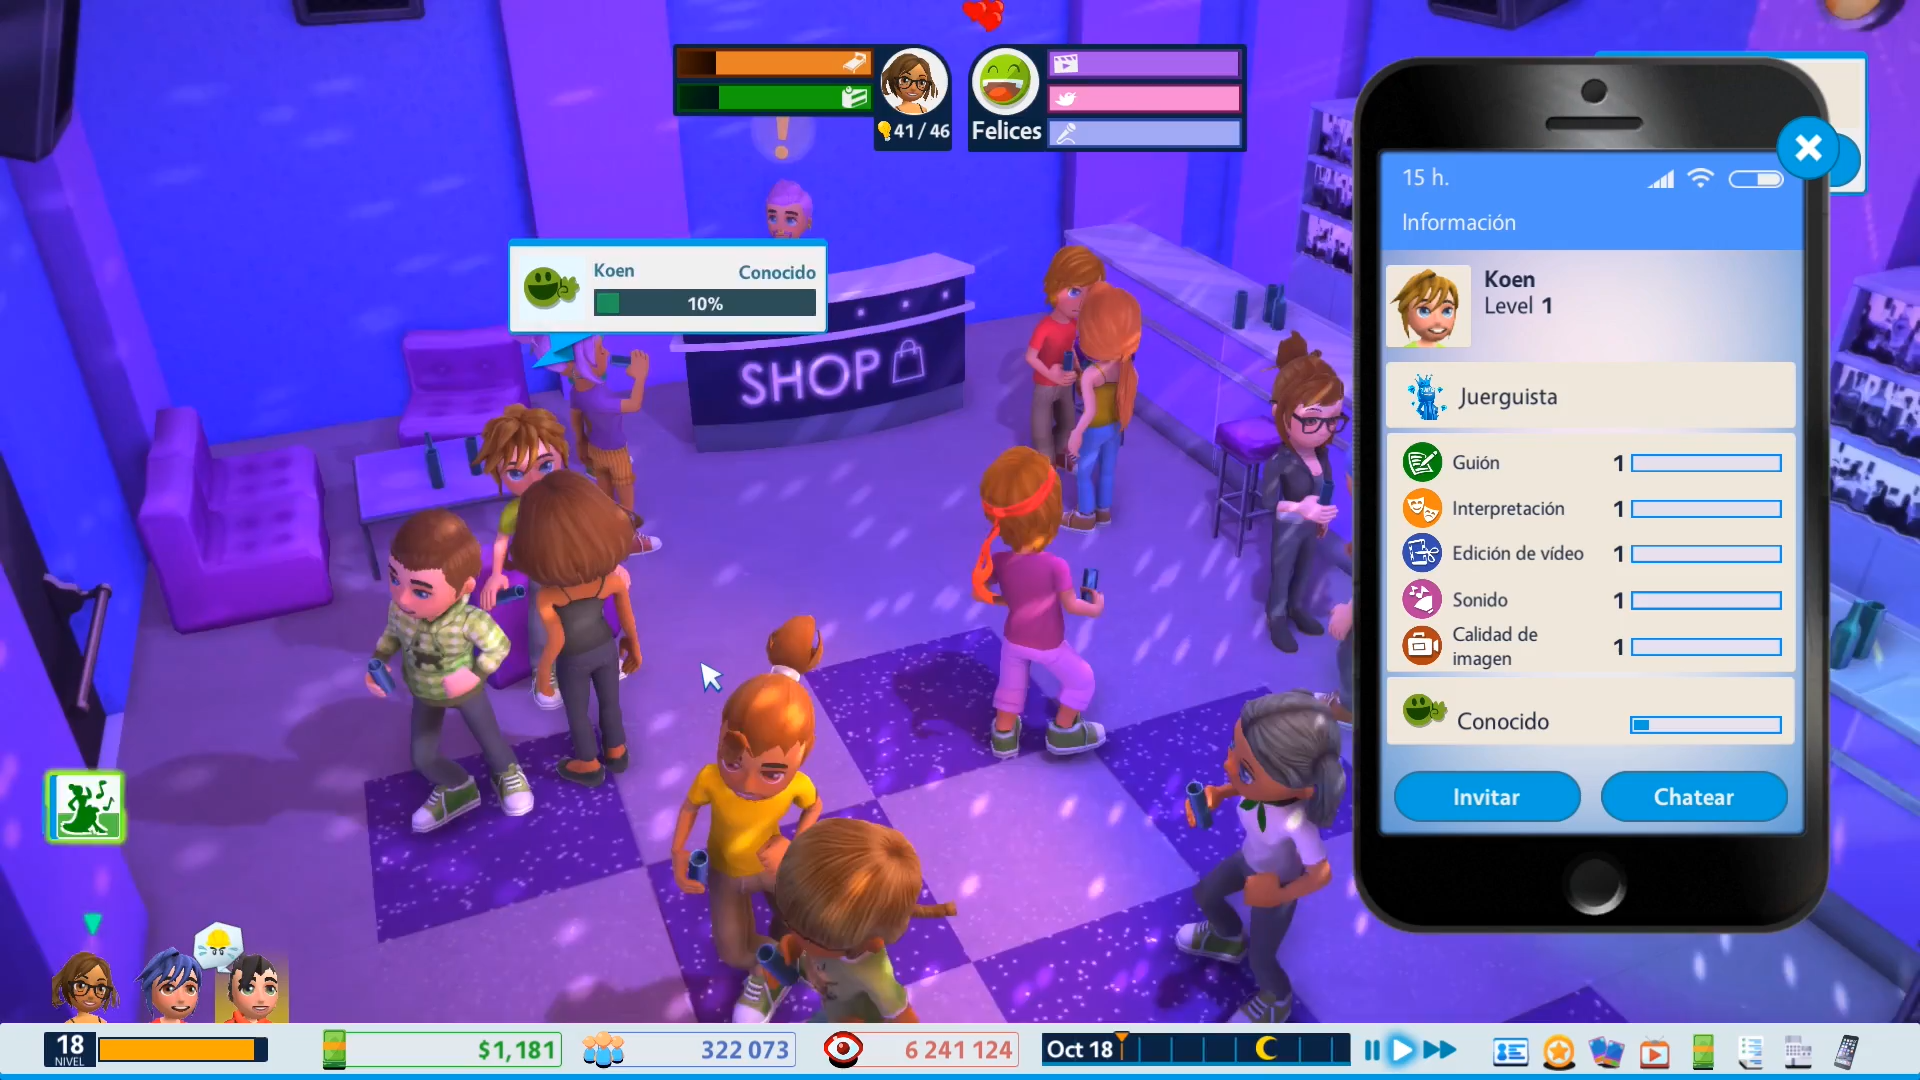 41 / 46
Felices
Koen Conocido
10%
SHOP
15 h.
Información
Koen
Level 1
Juerguista
Guión 1
Interpretación 1
Edición de vídeo 1
Sonido 1
Calidad de
imagen 1
Conocido
Invitar Chatear
18
NIVEL
$1,181
322 073
6 241 124
Oct 18